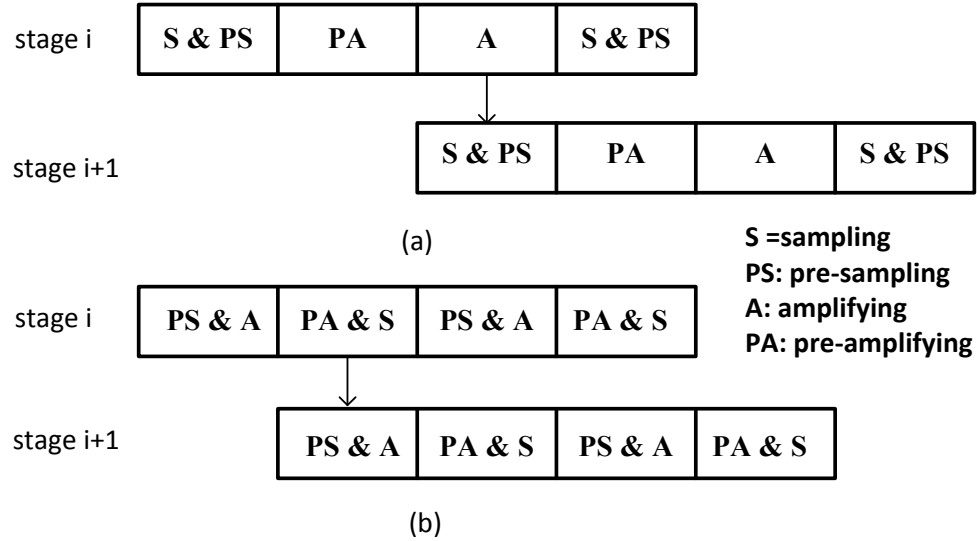 stage i S & PS PA A S & PS
stage i+1 S & PS PA A S & PS
(a)
S =sampling
PS: pre-sampling
A: amplifying
PA: pre-amplifying
stage i PS & A PA & S PS & A PA & S
stage i+1 PS & A PA & S PS & A PA & S
(b)